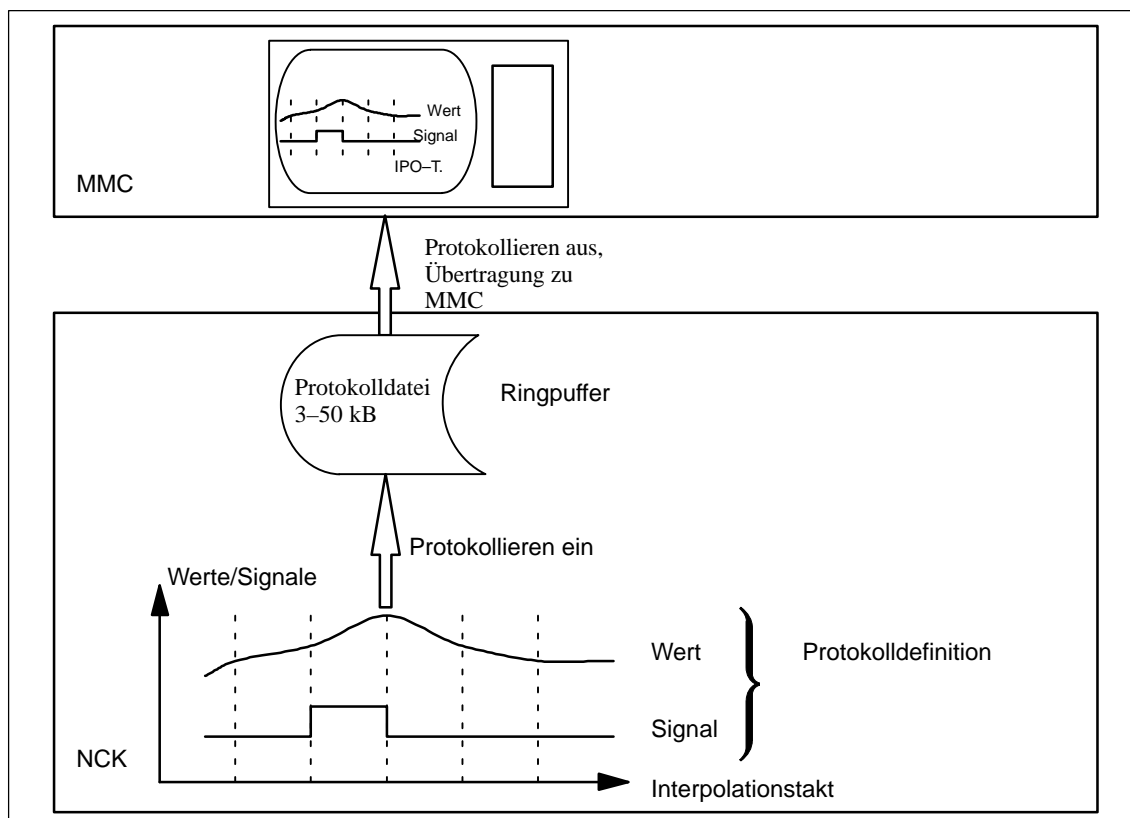 Wert
Signal
IPO–T.
MMC
Protokollieren aus,
Übertragung zu
MMC
Protokolldatei
3–50 kB
Ringpuffer
Protokollieren ein
Werte/Signale
Wert
Protokolldefinition
Signal
NCK
Interpolationstakt